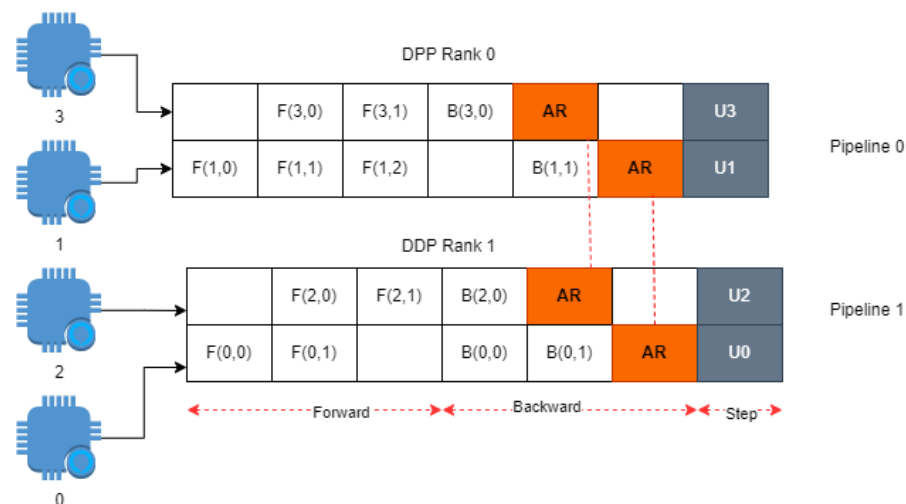 DPP Rank 0
3
F(3,0) F(3,1) B(3,0) AR U3
Pipeline 0
1
F(1,0) F(1,1) F(1,2) B(1,1) AR U1
DDP Rank 1
2
F(2,0) F(2,1) B(2,0) AR U2
Pipeline 1
F(0,0) F(0,1) B(0,0) B(0,1) AR U0
Forward Backward Step
0